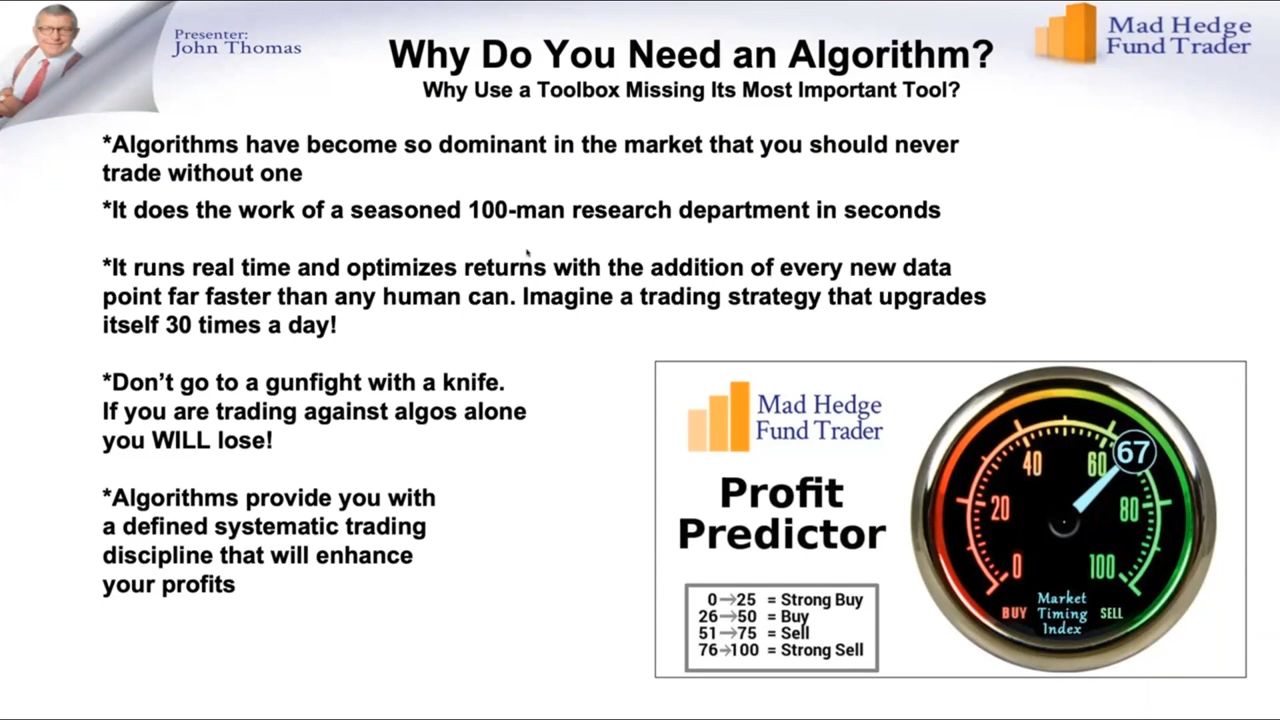 Presenter:
John Thomas
Why Do You Need an Algorithm?
Why Use a Toolbox Missing Its Most Important Tool?
Mad Hedge
Fund Trader
*Algorithms have become so dominant in the market that you should never
trade without one
*It does the work of a seasoned 100-man research department in seconds
*It runs real time and optimizes returns with the addition of every new data
point far faster than any human can. Imagine a trading strategy that upgrades
itself 30 times a day!
*Don’t go to a gunfight with a knife.
If you are trading against algos alone
you WILL lose!
*Algorithms provide you with
a defined systematic trading
discipline that will enhance
your profits
Mad Hedge
Fund Trader
Profit
Predictor
0→25 = Strong Buy
26→50 = Buy
51→75 = Sell
76→100 = Strong Sell
0
20
40
60
67
80
100
BUY
Market
Timing
Index
SELL